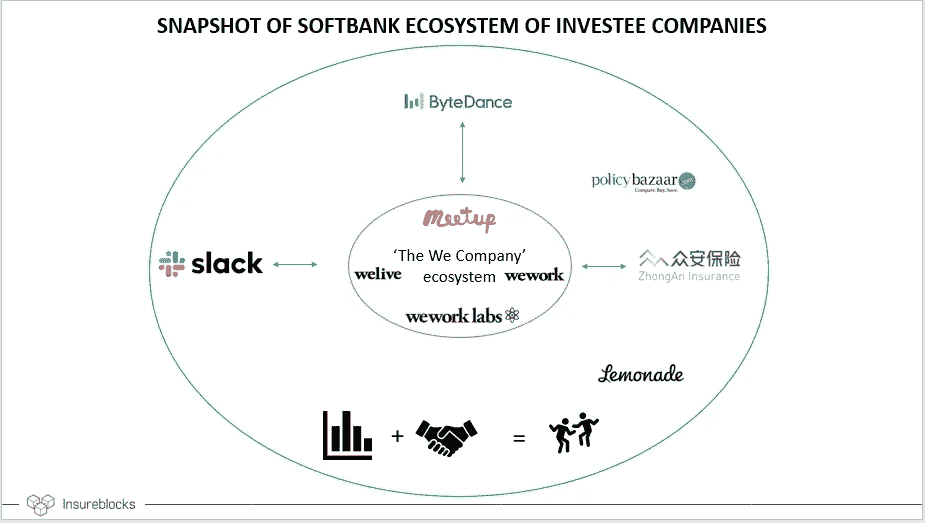 SNAPSHOT OF SOFTBANK ECOSYSTEM OF INVESTEE COMPANIES
ByteDance
policybazaar.com
Compare. Buy. Save.
meetup
slack
'The We Company'
ecosystem
welive
wework
众安保险
ZhongAn Insurance
wework labs
Lemonade
+
=
Insureblocks